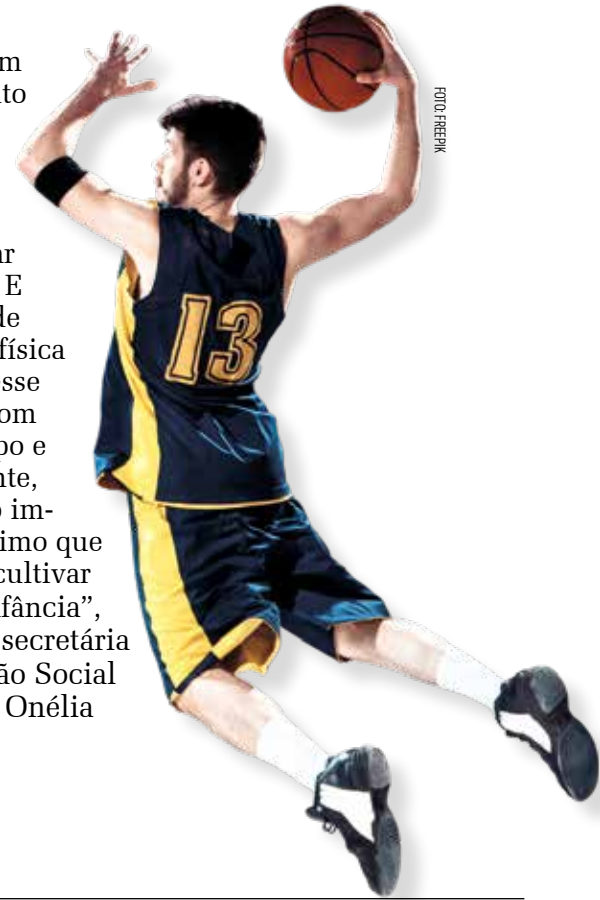 m
to
ar
E
de
física
sse
om
po e
nte,
o im-
imo que
cultivar
fância”,
secretária
ão Social
Onélia
FOTO: FREEPIK
13